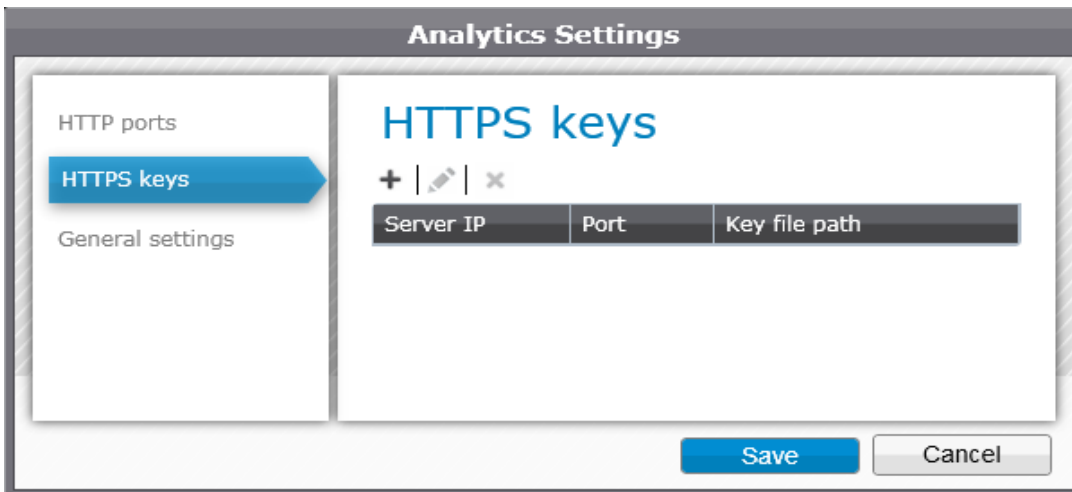 Analytics Settings
HTTP ports
HTTPS keys
General settings
HTTPS keys
Server IP Port Key file path
Save Cancel